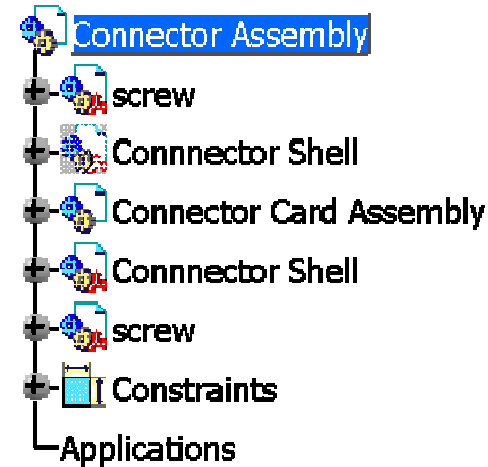 Connector Assembly
screw
Connnector Shell
Connector Card Assembly
Connnector Shell
screw
Constraints
Applications